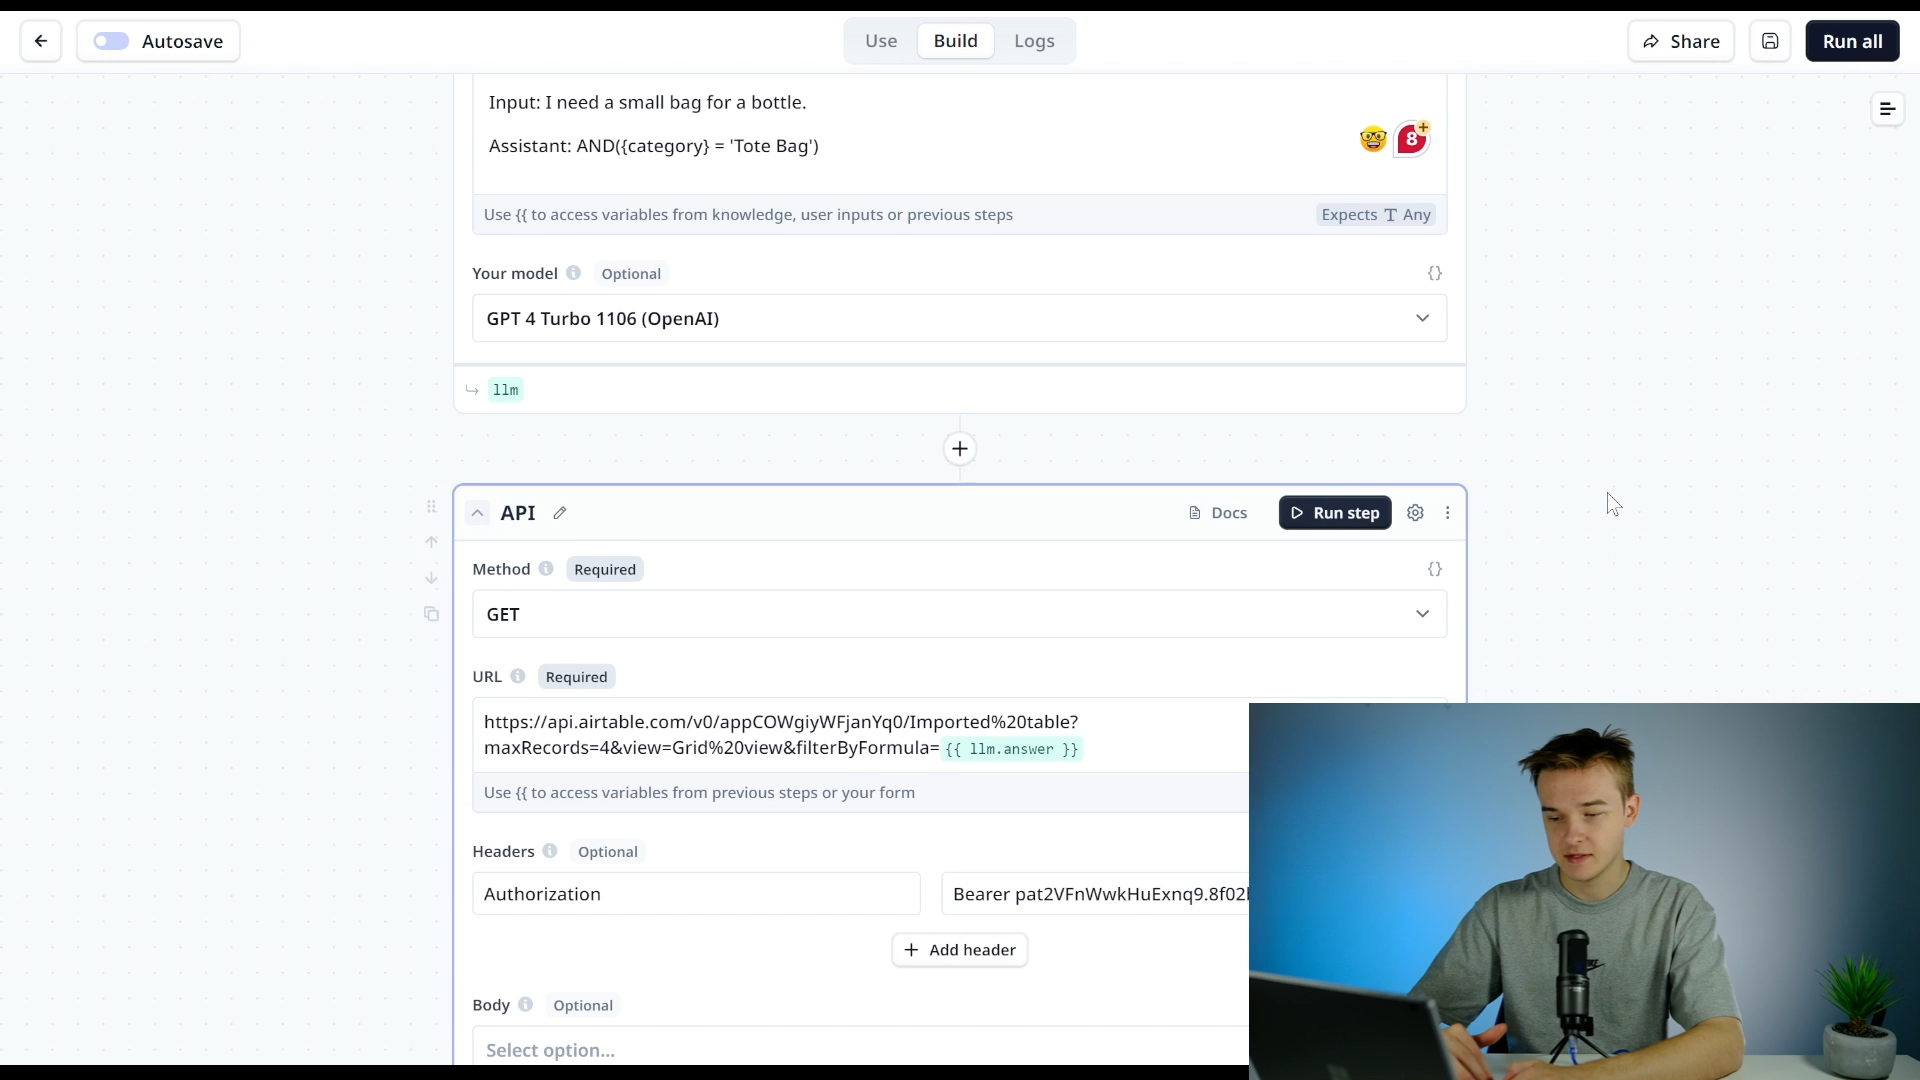 Autosave
Use
Build
Logs
Share
Run all
Input: I need a small bag for a bottle.
Assistant: AND({category} = 'Tote Bag')
8
Use {{ to access variables from knowledge, user inputs or previous steps
Expects T Any
Your model
Optional
{}
GPT 4 Turbo 1106 (OpenAI)
llm
API
Docs
Run step
Method
Required
{}
GET
URL
Required
https://api.airtable.com/v0/appCOWgiyWFjanYq0/Imported%20table?
maxRecords=4&view=Grid%20view&filterByFormula={{ llm.answer }}
Use {{ to access variables from previous steps or your form
Headers
Optional
Authorization
Bearer pat2VFnWwkHuExnq9.8f02
Add header
Body
Optional
Select option...